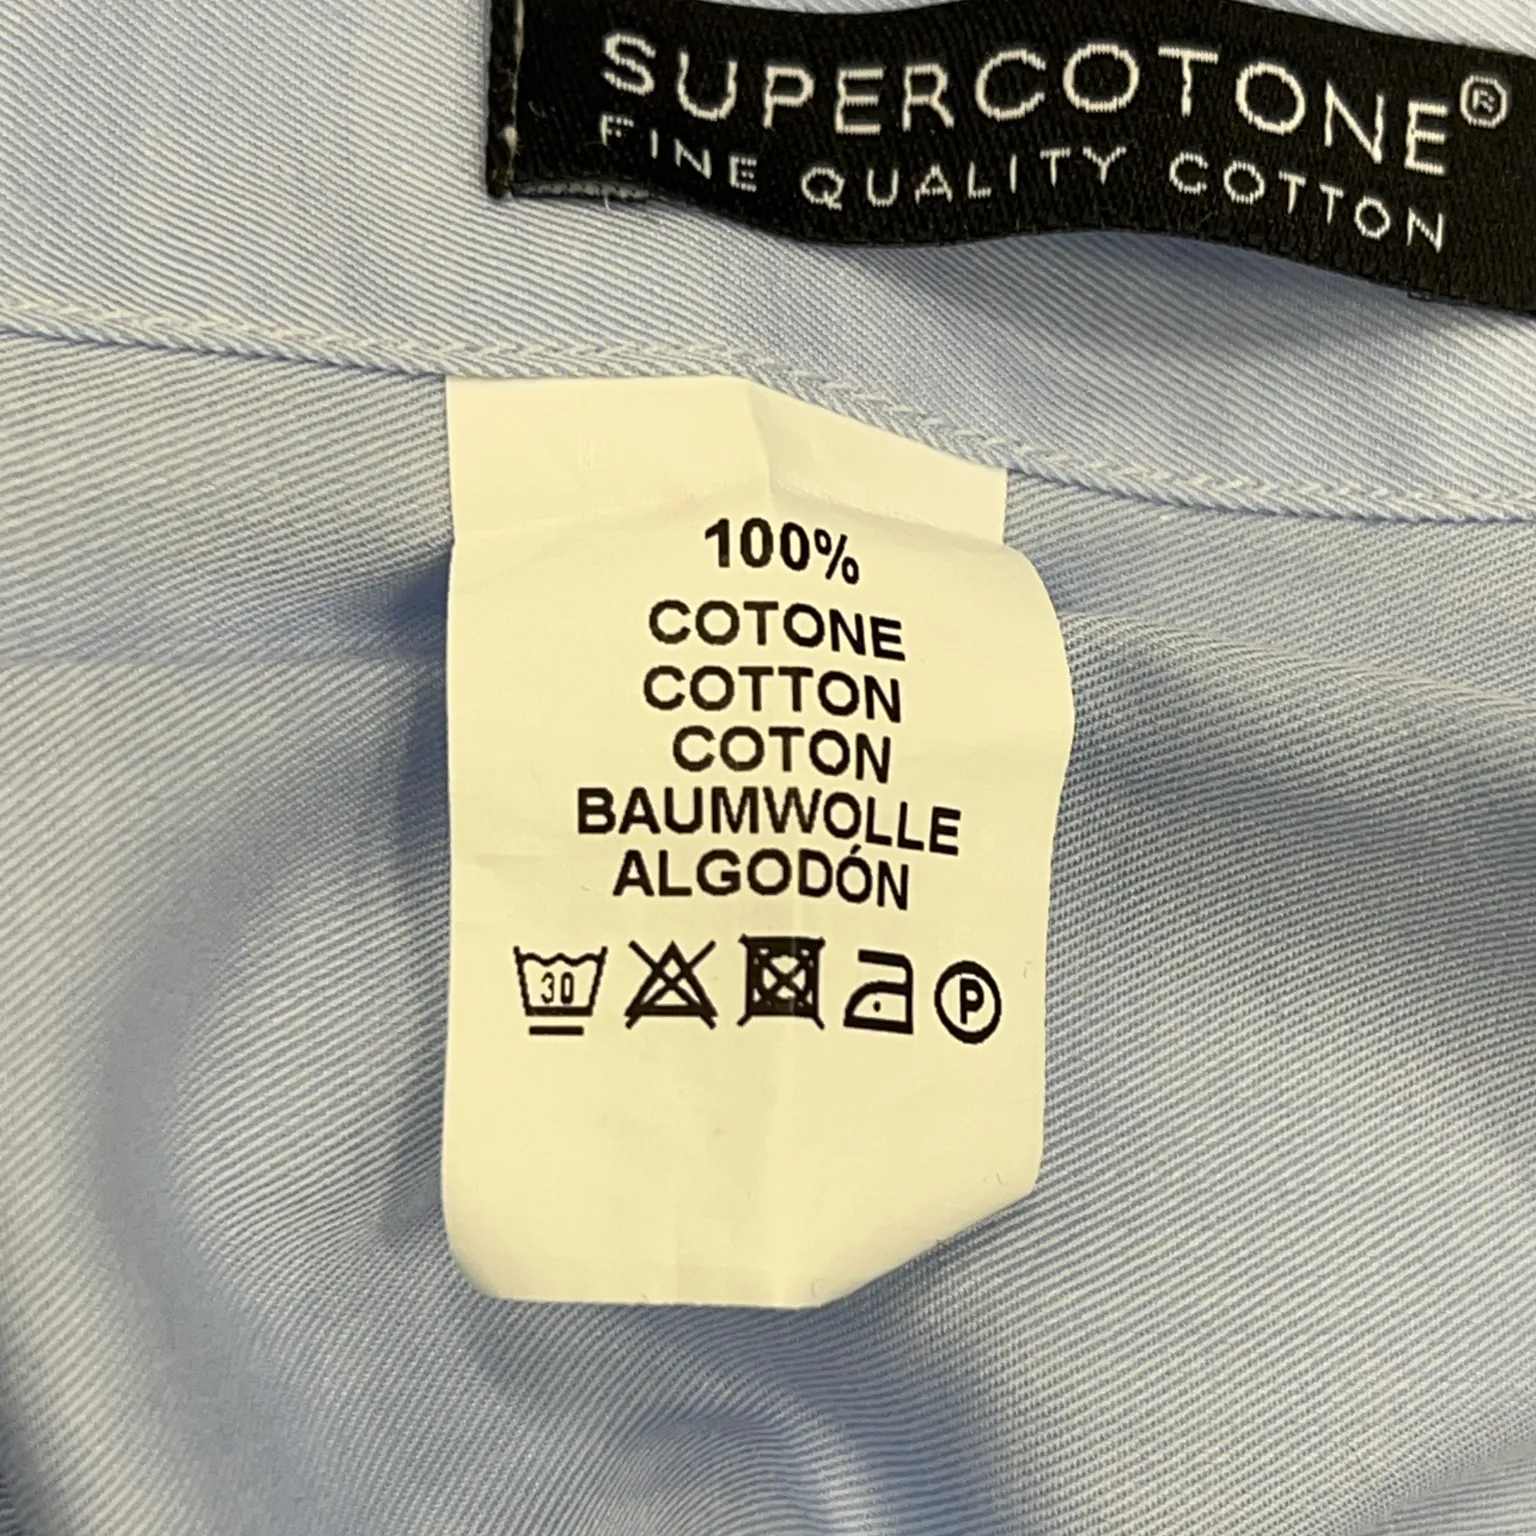 SUPERCOTONE®
FINE QUALITY COTTON
100%
COTONE
COTTON
COTON
BAUMWOLLE
ALGODÓN
30 P